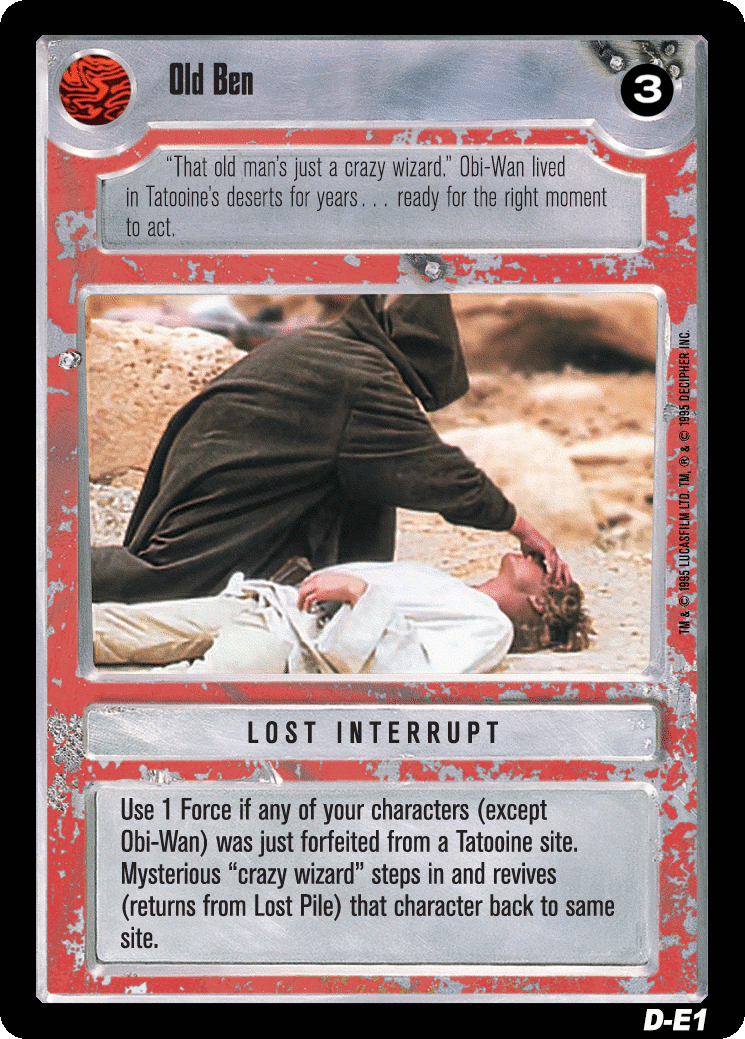 Old Ben
3
"That old man's just a crazy wizard." Obi-Wan lived
in Tatooine's deserts for years... ready for the right moment
to act.
TM & © 1995 LUCASFILM LTD. TM, ® & © 1995 DECIPHER INC.
LOST INTERRUPT
Use 1 Force if any of your characters (except
Obi-Wan) was just forfeited from a Tatooine site.
Mysterious "crazy wizard" steps in and revives
(returns from Lost Pile) that character back to same
site.
D-E1